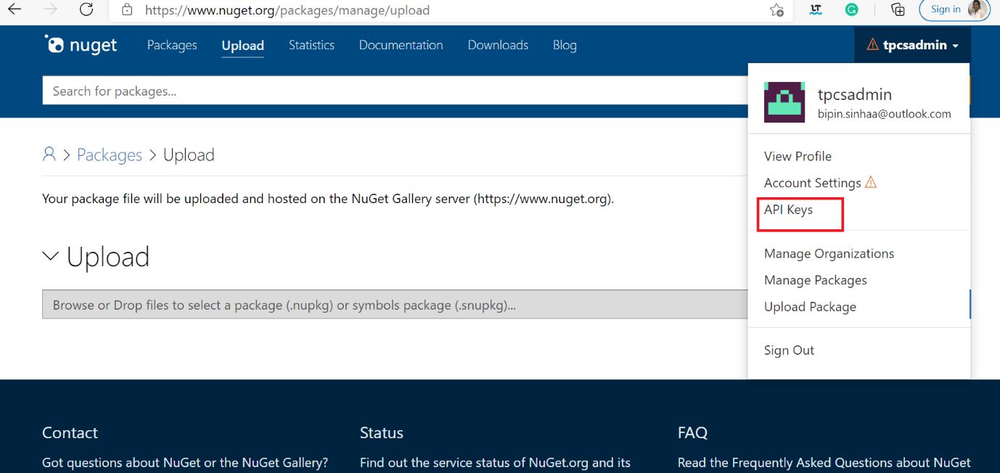 https://www.nuget.org/packages/manage/upload
LT
G
Sign in
nuget
Packages
Upload
Statistics
Documentation
Downloads
Blog
tpcsadmin
Search for packages...
tpcsadmin
bipin.sinhaa@outlook.com
View Profile
Account Settings
API Keys
Manage Organizations
Manage Packages
Upload Package
Sign Out
Packages > Upload
Your package file will be uploaded and hosted on the NuGet Gallery server (https://www.nuget.org).
Upload
Browse or Drop files to select a package (.nupkg) or symbols package (.snupkg)...
Contact
Got questions about NuGet or the NuGet Gallery?
Status
Find out the service status of NuGet.org and its
FAQ
Read the Frequently Asked Questions about NuGet